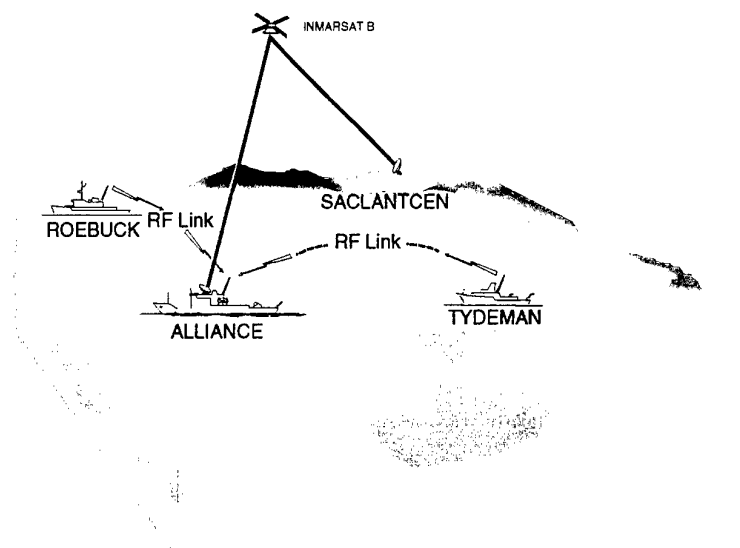 INMARSAT B
SACLANTCEN
ROEBUCK
RF Link
RF Link
ALLIANCE
TYDEMAN